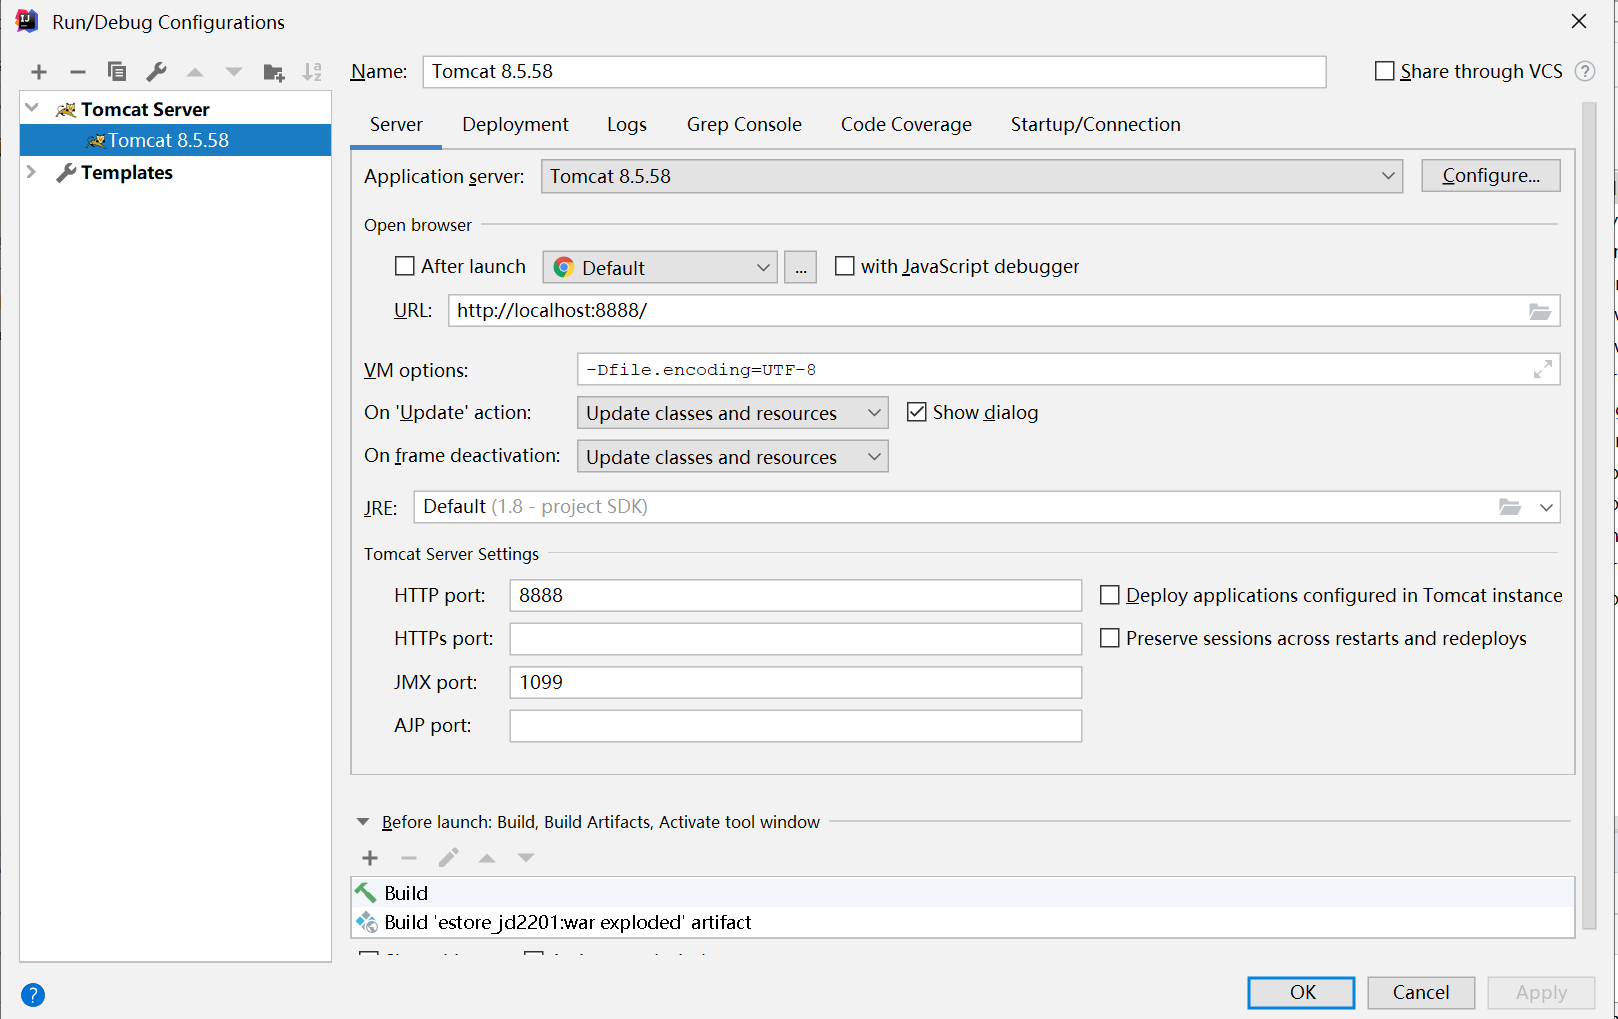 Run/Debug Configurations
Name: Tomcat 8.5.58
Share through VCS ?
Tomcat Server
Tomcat 8.5.58
Templates
Server Deployment Logs Grep Console Code Coverage Startup/Connection
Application server: Tomcat 8.5.58 Configure...
Open browser
After launch Default ... with JavaScript debugger
URL: http://localhost:8888/
VM options: -Dfile.encoding=UTF-8
On 'Update' action: Update classes and resources Show dialog
On frame deactivation: Update classes and resources
JRE: Default (1.8 - project SDK)
Tomcat Server Settings
HTTP port: 8888 Deploy applications configured in Tomcat instance
HTTPs port: Preserve sessions across restarts and redeploys
JMX port: 1099
AJP port:
Before launch: Build, Build Artifacts, Activate tool window
Build
Build 'estore_jd2201:war exploded' artifact
? OK Cancel Apply